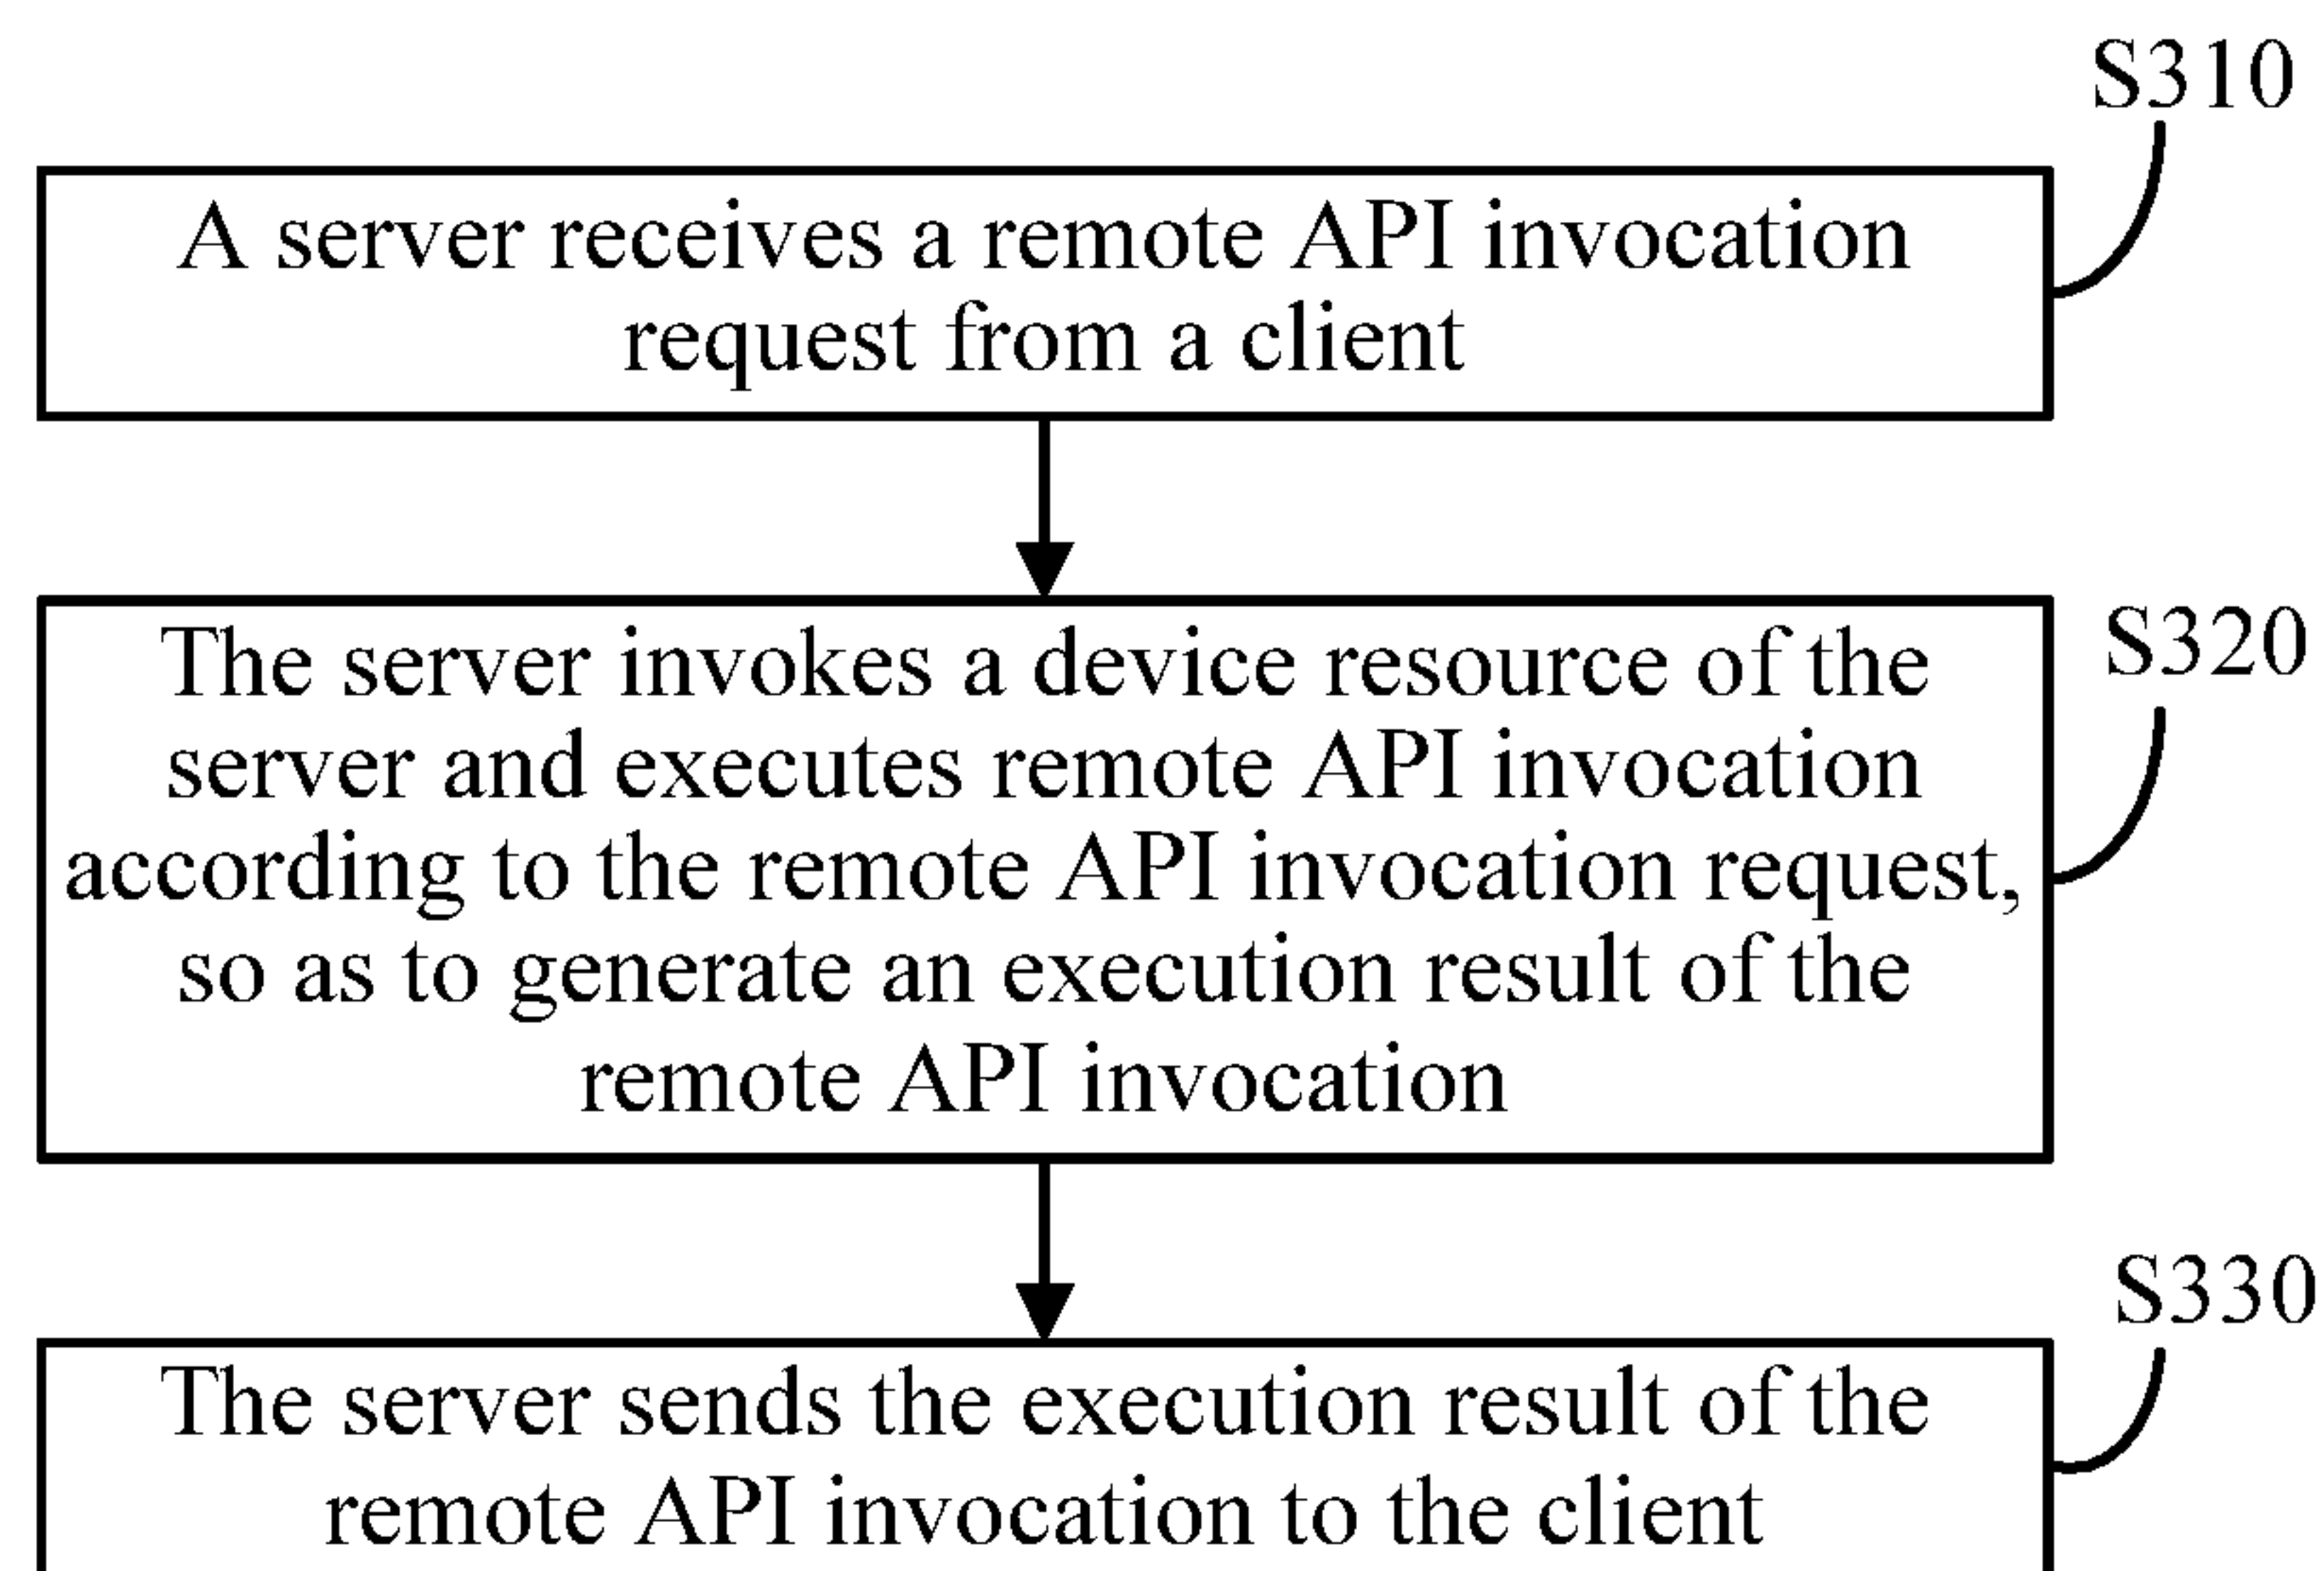 S310
A server receives a remote API invocation
request from a client
S320
The server invokes a device resource of the
server and executes remote API invocation
according to the remote API invocation request,
so as to generate an execution result of the
remote API invocation
S330
The server sends the execution result of the
remote API invocation to the client